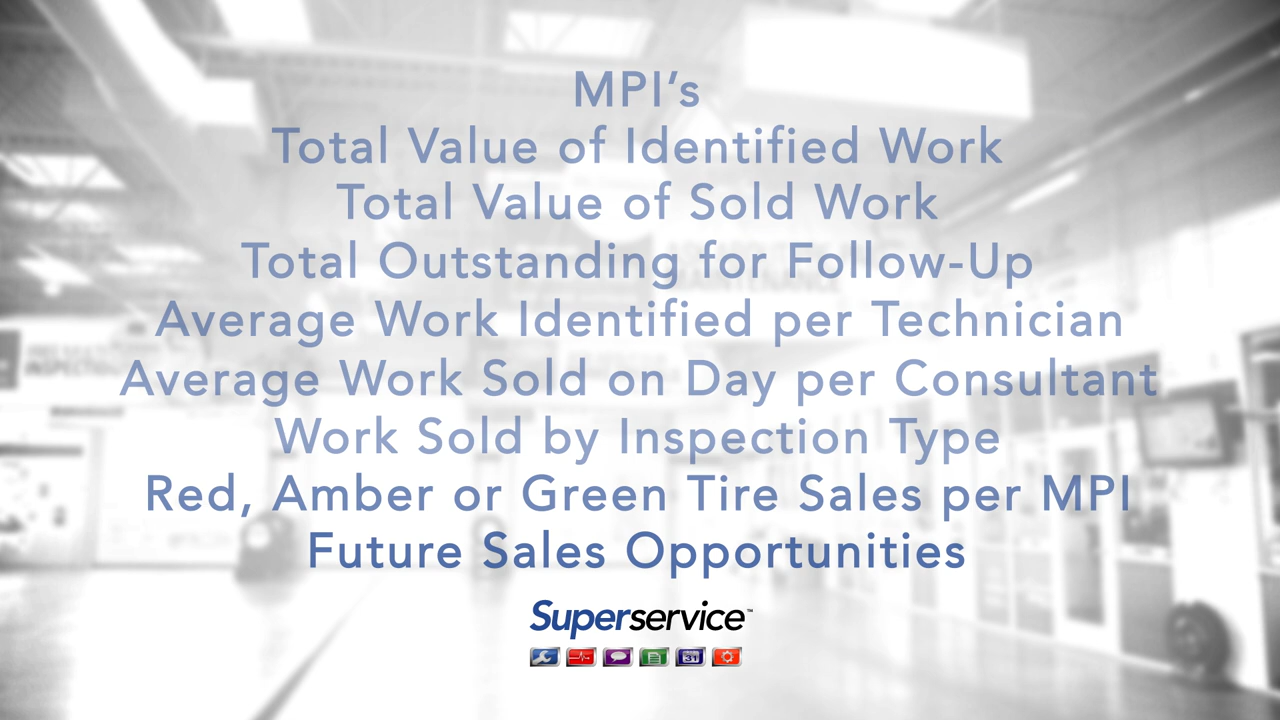 MPI’s
Total Value of Identified Work
Total Value of Sold Work
Total Outstanding for Follow-Up
Average Work Identified per Technician
Average Work Sold on Day per Consultant
Work Sold by Inspection Type
Red, Amber or Green Tire Sales per MPI
Future Sales Opportunities
Superservice™
31